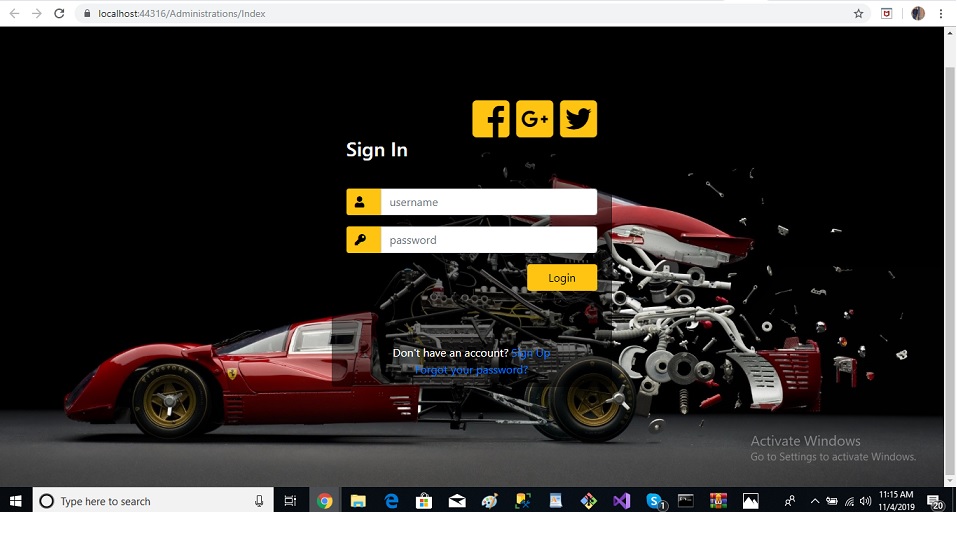 localhost:44316/Administrations/Index
Sign In
username
password
Login
Don't have an account? Sign Up
Forgot your password?
Activate Windows
Go to Settings to activate Windows.
Type here to search
1
11:15 AM
11/4/2019
20